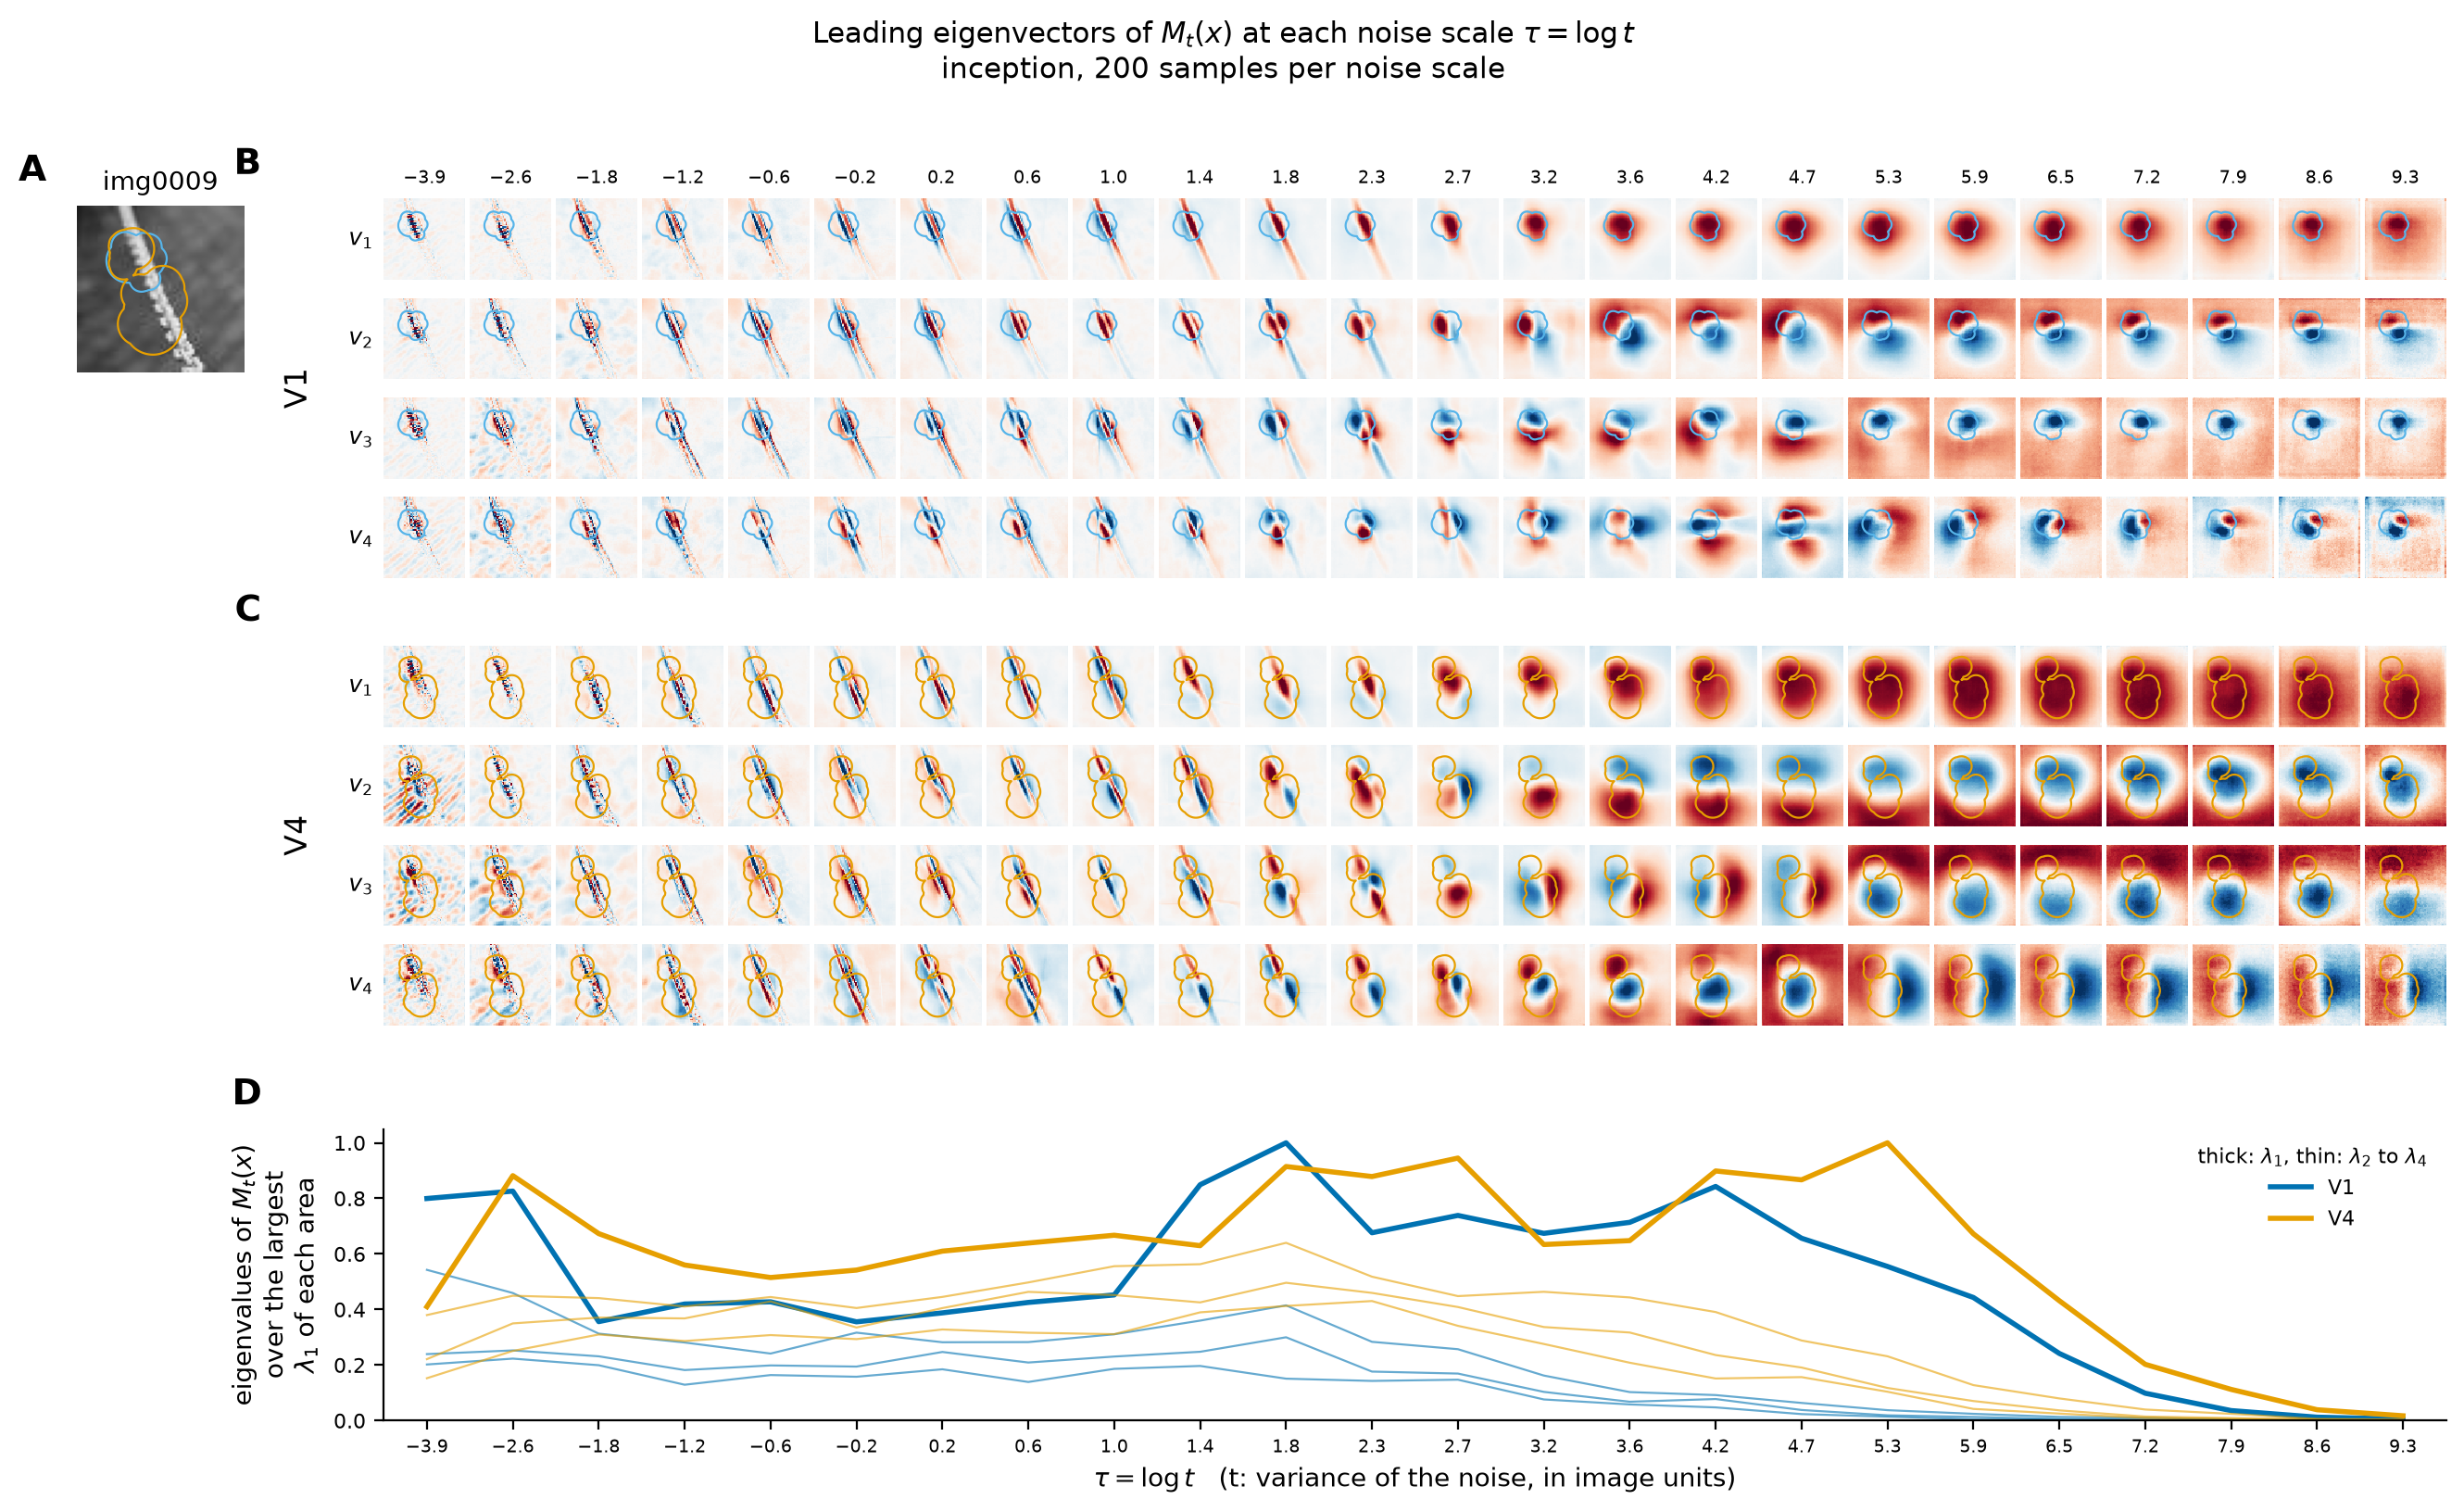 Leading eigenvectors of M_t(x) at each noise scale τ = log t
inception, 200 samples per noise scale
A
img0009
B
−3.9 −2.6 −1.8 −1.2 −0.6 −0.2 0.2 0.6 1.0 1.4 1.8 2.3 2.7 3.2 3.6 4.2 4.7 5.3 5.9 6.5 7.2 7.9 8.6 9.3
V1
v₁
v₂
v₃
v₄
C
V4
v₁
v₂
v₃
v₄
D
eigenvalues of M_t(x)
over the largest
λ₁ of each area
1.0
0.8
0.6
0.4
0.2
0.0
thick: λ₁, thin: λ₂ to λ₄
V1
V4
−3.9 −2.6 −1.8 −1.2 −0.6 −0.2 0.2 0.6 1.0 1.4 1.8 2.3 2.7 3.2 3.6 4.2 4.7 5.3 5.9 6.5 7.2 7.9 8.6 9.3
τ = log t (t: variance of the noise, in image units)